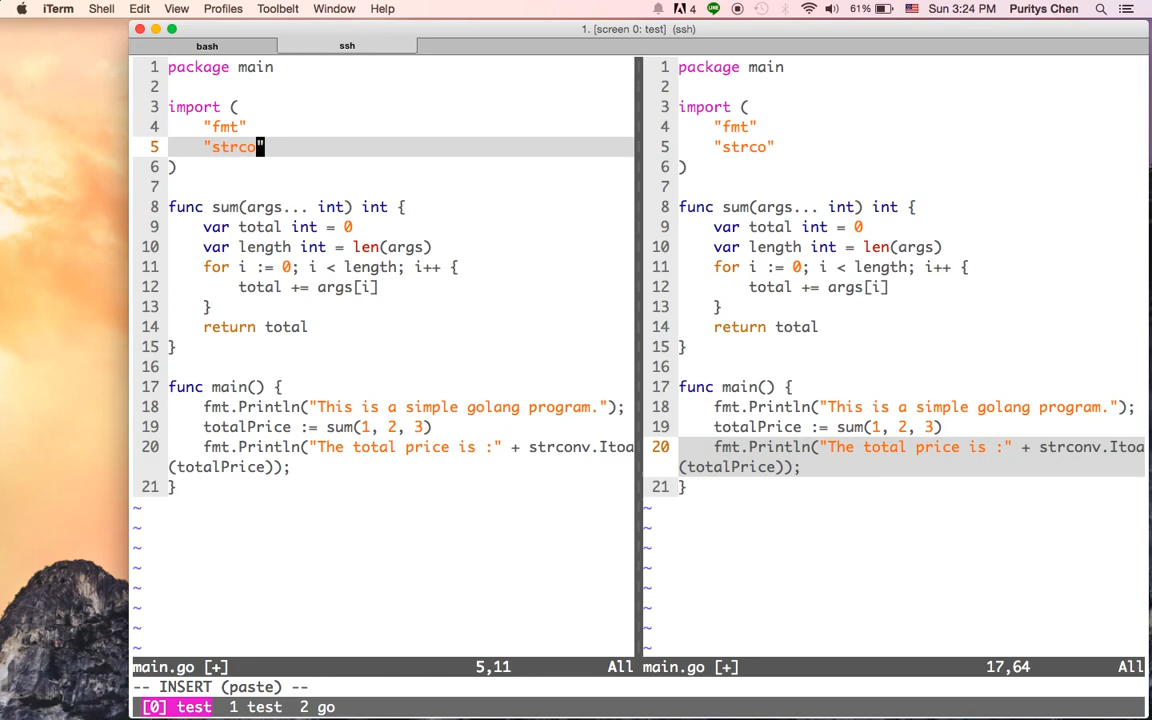 iTerm Shell Edit View Profiles Toolbelt Window Help 4 61% Sun 3:24 PM Puritys Chen
1. [screen 0: test] (ssh)
bash ssh
1 package main
2
3 import (
4 "fmt"
5 "strco"
6 )
7
8 func sum(args... int) int {
9 var total int = 0
10 var length int = len(args)
11 for i := 0; i < length; i++ {
12 total += args[i]
13 }
14 return total
15 }
16
17 func main() {
18 fmt.Println("This is a simple golang program.");
19 totalPrice := sum(1, 2, 3)
20 fmt.Println("The total price is :" + strconv.Itoa
(totalPrice));
21 }
~
~
~
~
~
~
~
~
main.go [+] 5,11 All
1 package main
2
3 import (
4 "fmt"
5 "strco"
6 )
7
8 func sum(args... int) int {
9 var total int = 0
10 var length int = len(args)
11 for i := 0; i < length; i++ {
12 total += args[i]
13 }
14 return total
15 }
16
17 func main() {
18 fmt.Println("This is a simple golang program.");
19 totalPrice := sum(1, 2, 3)
20 fmt.Println("The total price is :" + strconv.Itoa
(totalPrice));
21 }
~
~
~
~
~
~
~
~
main.go [+] 17,64 All
-- INSERT (paste) --
[0] test 1 test 2 go